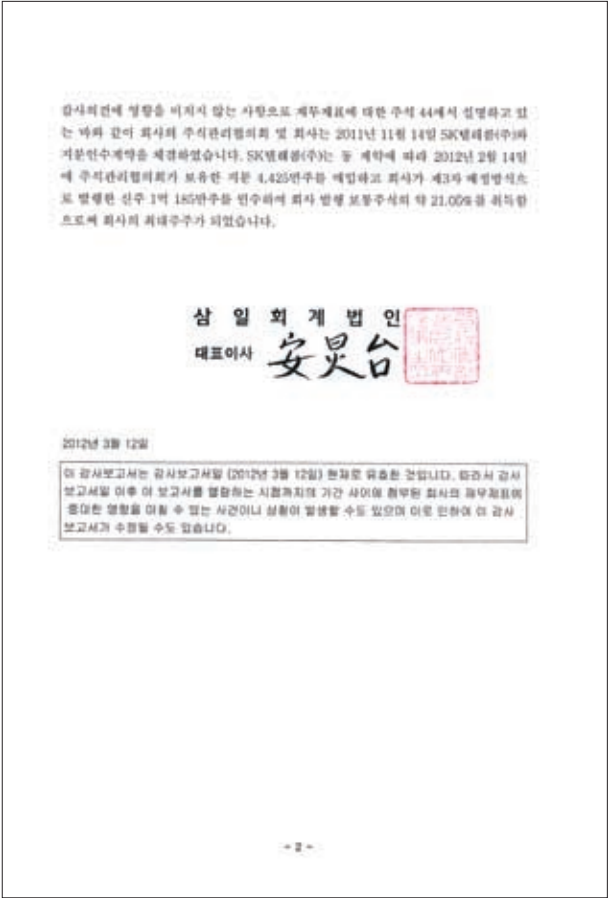 감사의견에 영향을 미치지 않는 사항으로 재무제표에 대한 주석 44에서 설명하고 있
는 바와 같이 회사의 주식관리협의회 및 회사는 2011년 11월 14일 SK텔레콤(주)와
지분인수계약을 체결하였습니다. SK텔레콤(주)는 동 계약에 따라 2012년 2월 14일
에 주식관리협의회가 보유한 지분 4,425만주를 매입하고 회사가 제3자 배정방식으
로 발행한 신주 1억 185만주를 인수하여 회사 발행 보통주식의 약 21.05%를 취득함
으로써 회사의 최대주주가 되었습니다.
삼 일 회 계 법 인
대표이사 安炅台
2012년 3월 12일
이 감사보고서는 감사보고서일 (2012년 3월 12일) 현재로 유효한 것입니다. 따라서 감사
보고서일 이후 이 보고서를 열람하는 시점까지의 기간 사이에 첨부된 회사의 재무제표에
중대한 영향을 미칠 수 있는 사건이나 상황이 발생할 수도 있으며 이로 인하여 이 감사
보고서가 수정될 수도 있습니다.
- 2 -